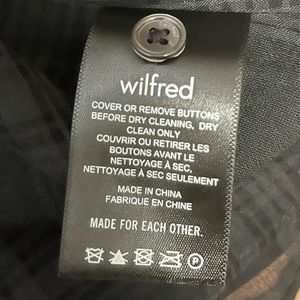 wilfred
COVER OR REMOVE BUTTONS
BEFORE DRY CLEANING, DRY
CLEAN ONLY
COUVRIR OU RETIRER LES
BOUTONS AVANT LE
NETTOYAGE À SEC,
NETTOYAGE À SEC SEULEMENT
MADE IN CHINA
FABRIQUÉ EN CHINE
MADE FOR EACH OTHER.
P